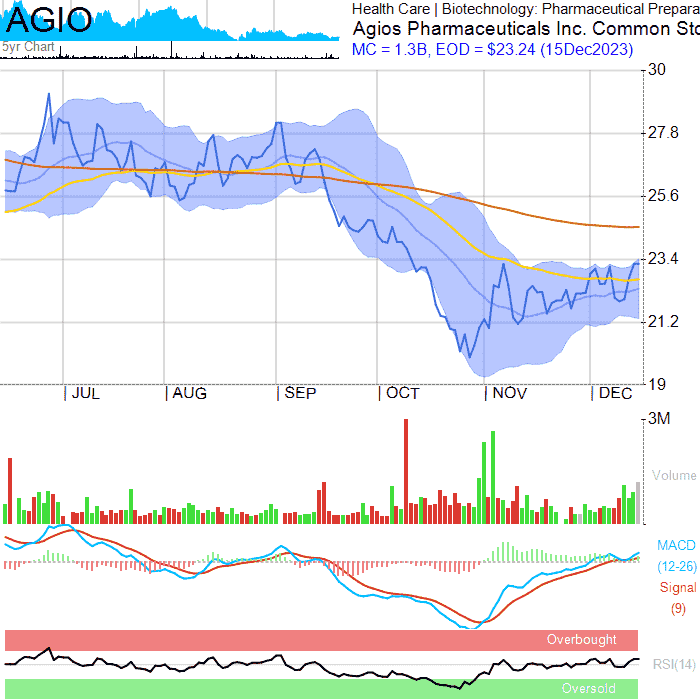 AGIO
5yr Chart
Health Care | Biotechnology: Pharmaceutical Prepara
Agios Pharmaceuticals Inc. Common Sto
MC = 1.3B, EOD = $23.24 (15Dec2023)
30
27.8
25.6
23.4
21.2
19
JUL
AUG
SEP
OCT
NOV
DEC
3M
Volume
MACD
(12-26)
Signal
(9)
Overbought
RSI(14)
Oversold